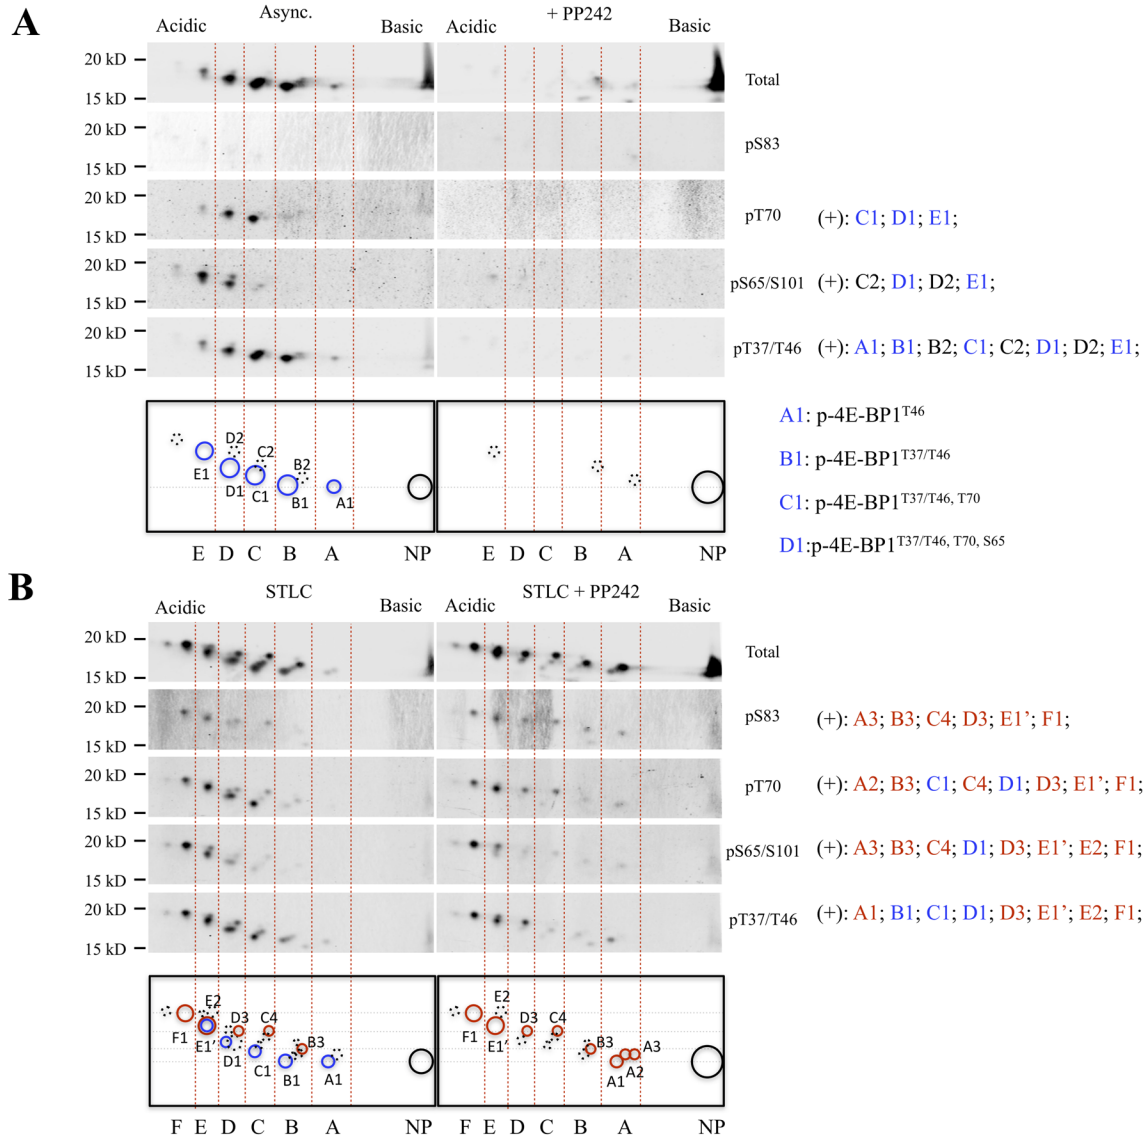 A
Async.
+ PP242
Acidic
Basic
Acidic
Basic
20 kD
15 kD
Total
20 kD
15 kD
pS83
20 kD
15 kD
pT70
(+): C1; D1; E1;
20 kD
15 kD
pS65/S101
(+): C2; D1; D2; E1;
20 kD
15 kD
pT37/T46
(+): A1; B1; B2; C1; C2; D1; D2; E1;
D2
C2
B2
E1
D1
C1
B1
A1
A1: p-4E-BP1T46
B1: p-4E-BP1T37/T46
C1: p-4E-BP1T37/T46, T70
D1:p-4E-BP1T37/T46, T70, S65
E D C B A NP
E D C B A NP
B
STLC
STLC + PP242
Acidic
Basic
Acidic
Basic
20 kD
15 kD
Total
20 kD
15 kD
pS83
(+): A3; B3; C4; D3; E1’; F1;
20 kD
15 kD
pT70
(+): A2; B3; C1; C4; D1; D3; E1’; F1;
20 kD
15 kD
pS65/S101
(+): A3; B3; C4; D1; D3; E1’; E2; F1;
20 kD
15 kD
pT37/T46
(+): A1; B1; C1; D1; D3; E1’; E2; F1;
E2
D3
C4
F1
E1’
D1
C1
B3
B1
A1
E2
D3
C4
F1
E1’
B3
A3
A2
A1
F E D C B A NP
F E D C B A NP